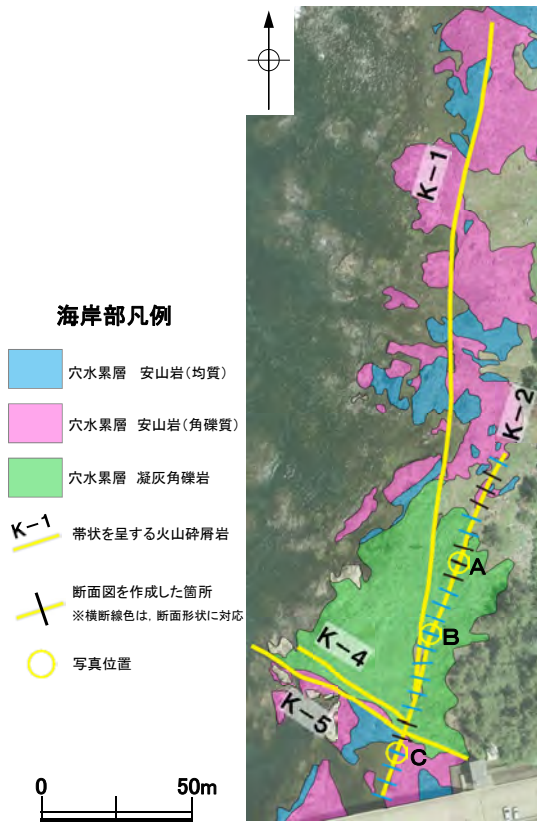 海岸部凡例
穴水累層 安山岩(均質)
穴水累層 安山岩(角礫質)
穴水累層 凝灰角礫岩
K-1
帯状を呈する火山砕屑岩
断面図を作成した箇所
※横断線色は，断面形状に対応
写真位置
0 50m
K-1
K-2
A
B
K-4
K-5
C